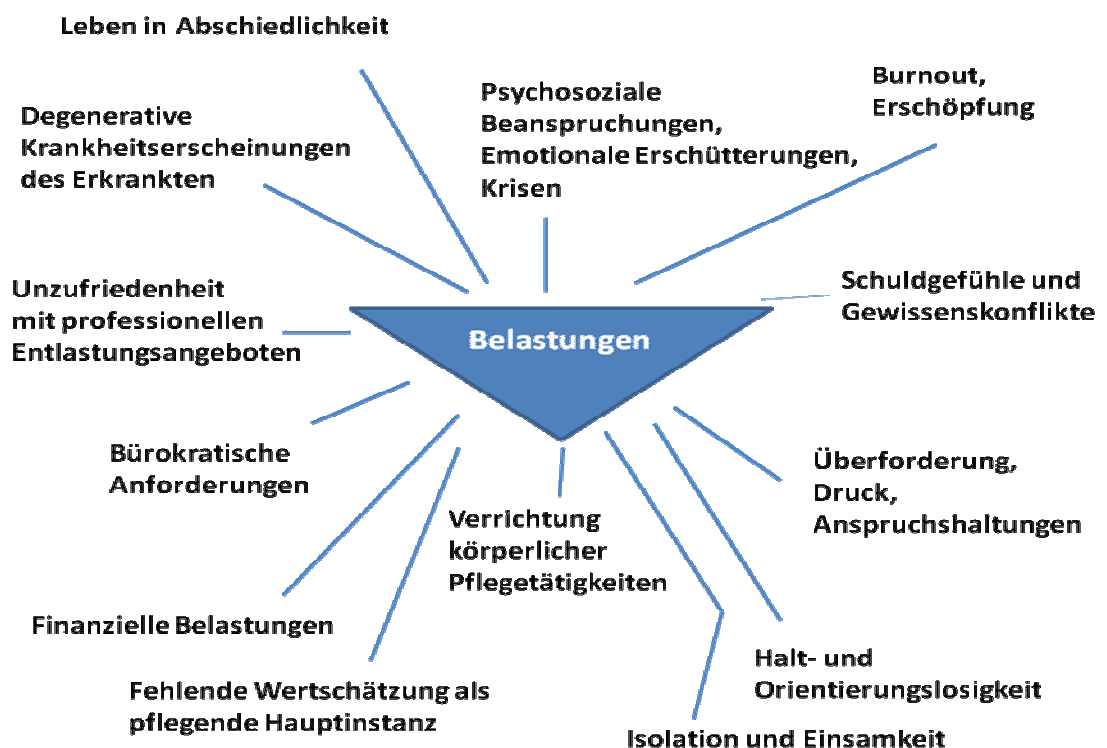 Leben in Abschiedlichkeit
Degenerative
Krankheitserscheinungen
des Erkrankten
Psychosoziale
Beanspruchungen,
Emotionale Erschütterungen,
Krisen
Burnout,
Erschöpfung
Unzufriedenheit
mit professionellen
Entlastungsangeboten
Belastungen
Schuldgefühle und
Gewissenskonflikte
Bürokratische
Anforderungen
Verrichtung
körperlicher
Pflegetätigkeiten
Überforderung,
Druck,
Anspruchshaltungen
Finanzielle Belastungen
Fehlende Wertschätzung als
pflegende Hauptinstanz
Halt- und
Orientierungslosigkeit
Isolation und Einsamkeit